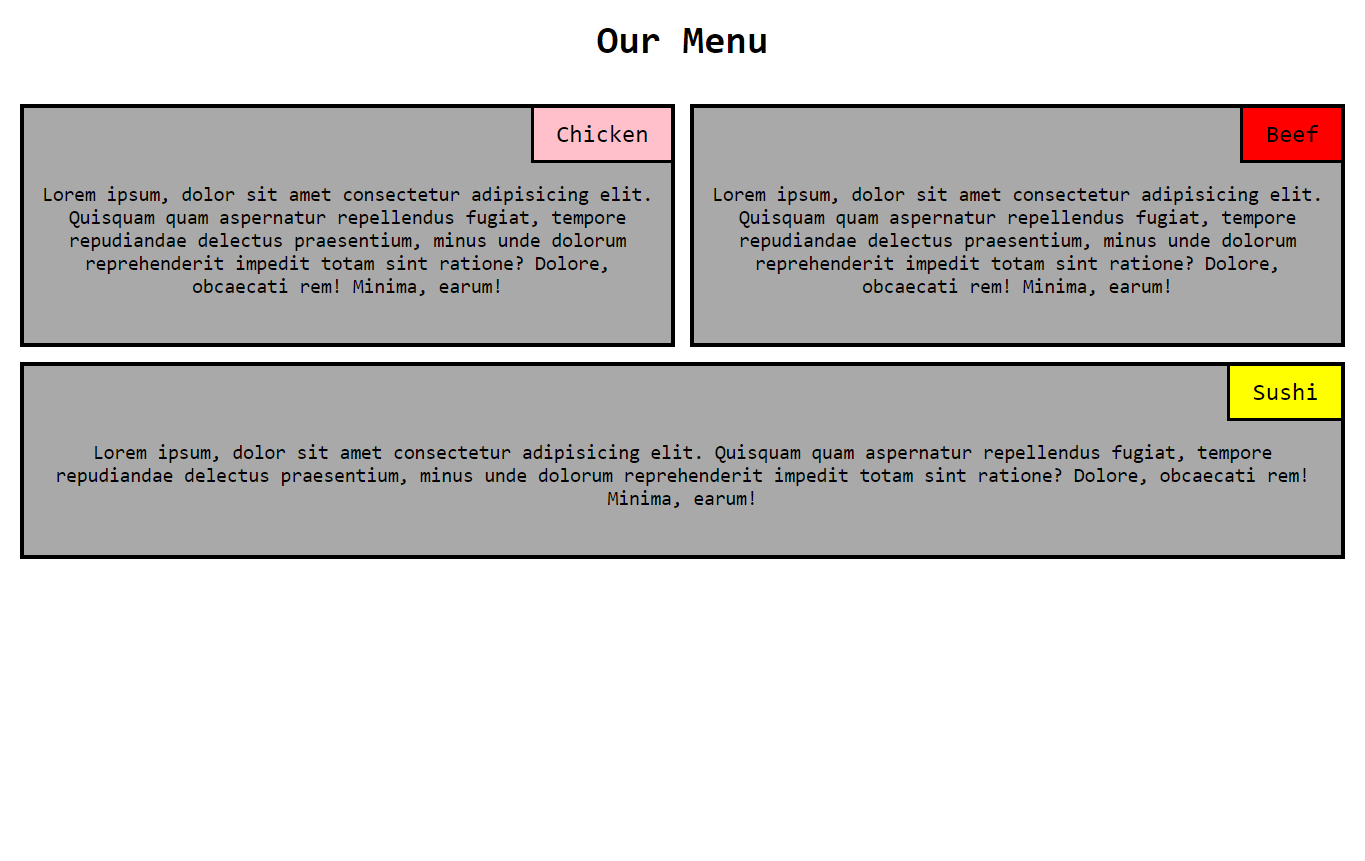 Our Menu
Chicken
Lorem ipsum, dolor sit amet consectetur adipisicing elit.
Quisquam quam aspernatur repellendus fugiat, tempore
repudiandae delectus praesentium, minus unde dolorum
reprehenderit impedit totam sint ratione? Dolore,
obcaecati rem! Minima, earum!
Beef
Lorem ipsum, dolor sit amet consectetur adipisicing elit.
Quisquam quam aspernatur repellendus fugiat, tempore
repudiandae delectus praesentium, minus unde dolorum
reprehenderit impedit totam sint ratione? Dolore,
obcaecati rem! Minima, earum!
Sushi
Lorem ipsum, dolor sit amet consectetur adipisicing elit. Quisquam quam aspernatur repellendus fugiat, tempore
repudiandae delectus praesentium, minus unde dolorum reprehenderit impedit totam sint ratione? Dolore, obcaecati rem!
Minima, earum!